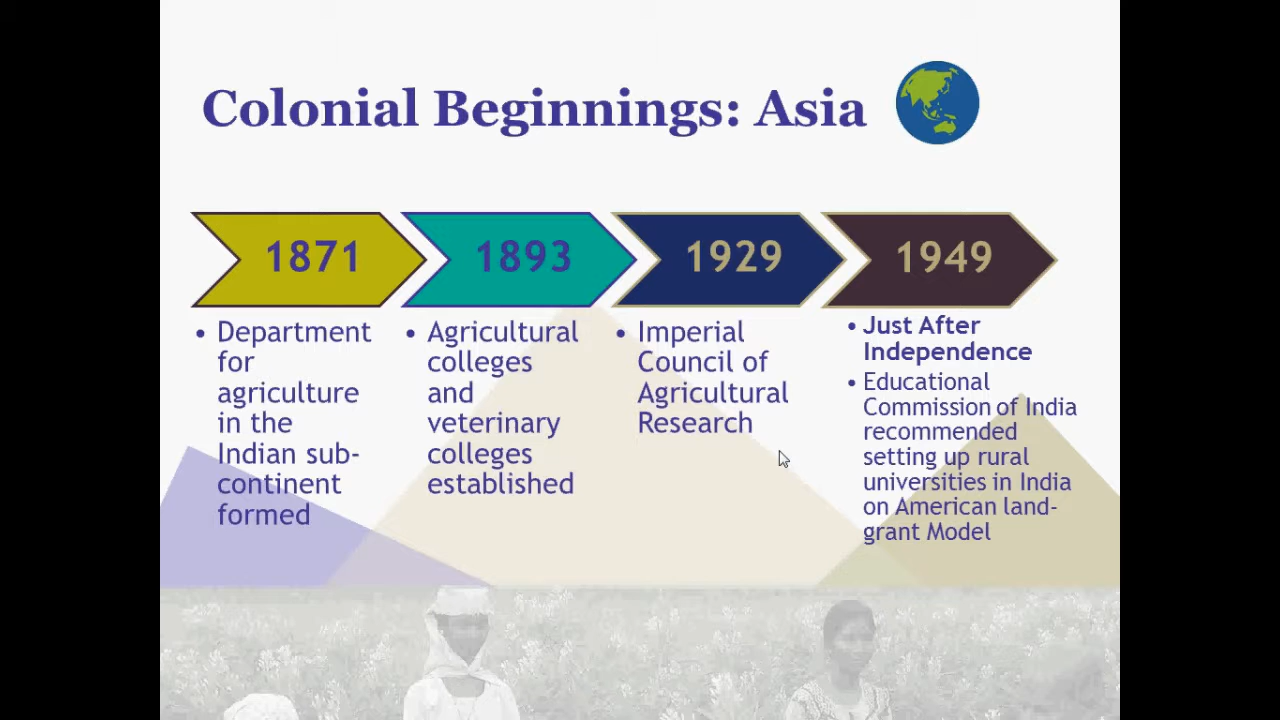 Colonial Beginnings: Asia
1871
• Department
for
agriculture
in the
Indian sub-
continent
formed
1893
• Agricultural
colleges
and
veterinary
colleges
established
1929
• Imperial
Council of
Agricultural
Research
1949
• Just After
Independence
• Educational
Commission of India
recommended
setting up rural
universities in India
on American land-
grant Model